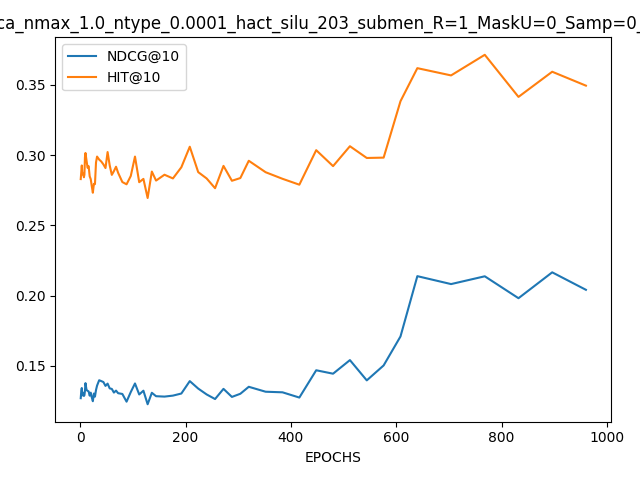 ca_nmax_1.0_ntype_0.0001_hact_silu_203_submen_R=1_MaskU=0_Samp=0_
NDCG@10
HIT@10
0.35
0.30
0.25
0.20
0.15
0 200 400 600 800 1000
EPOCHS